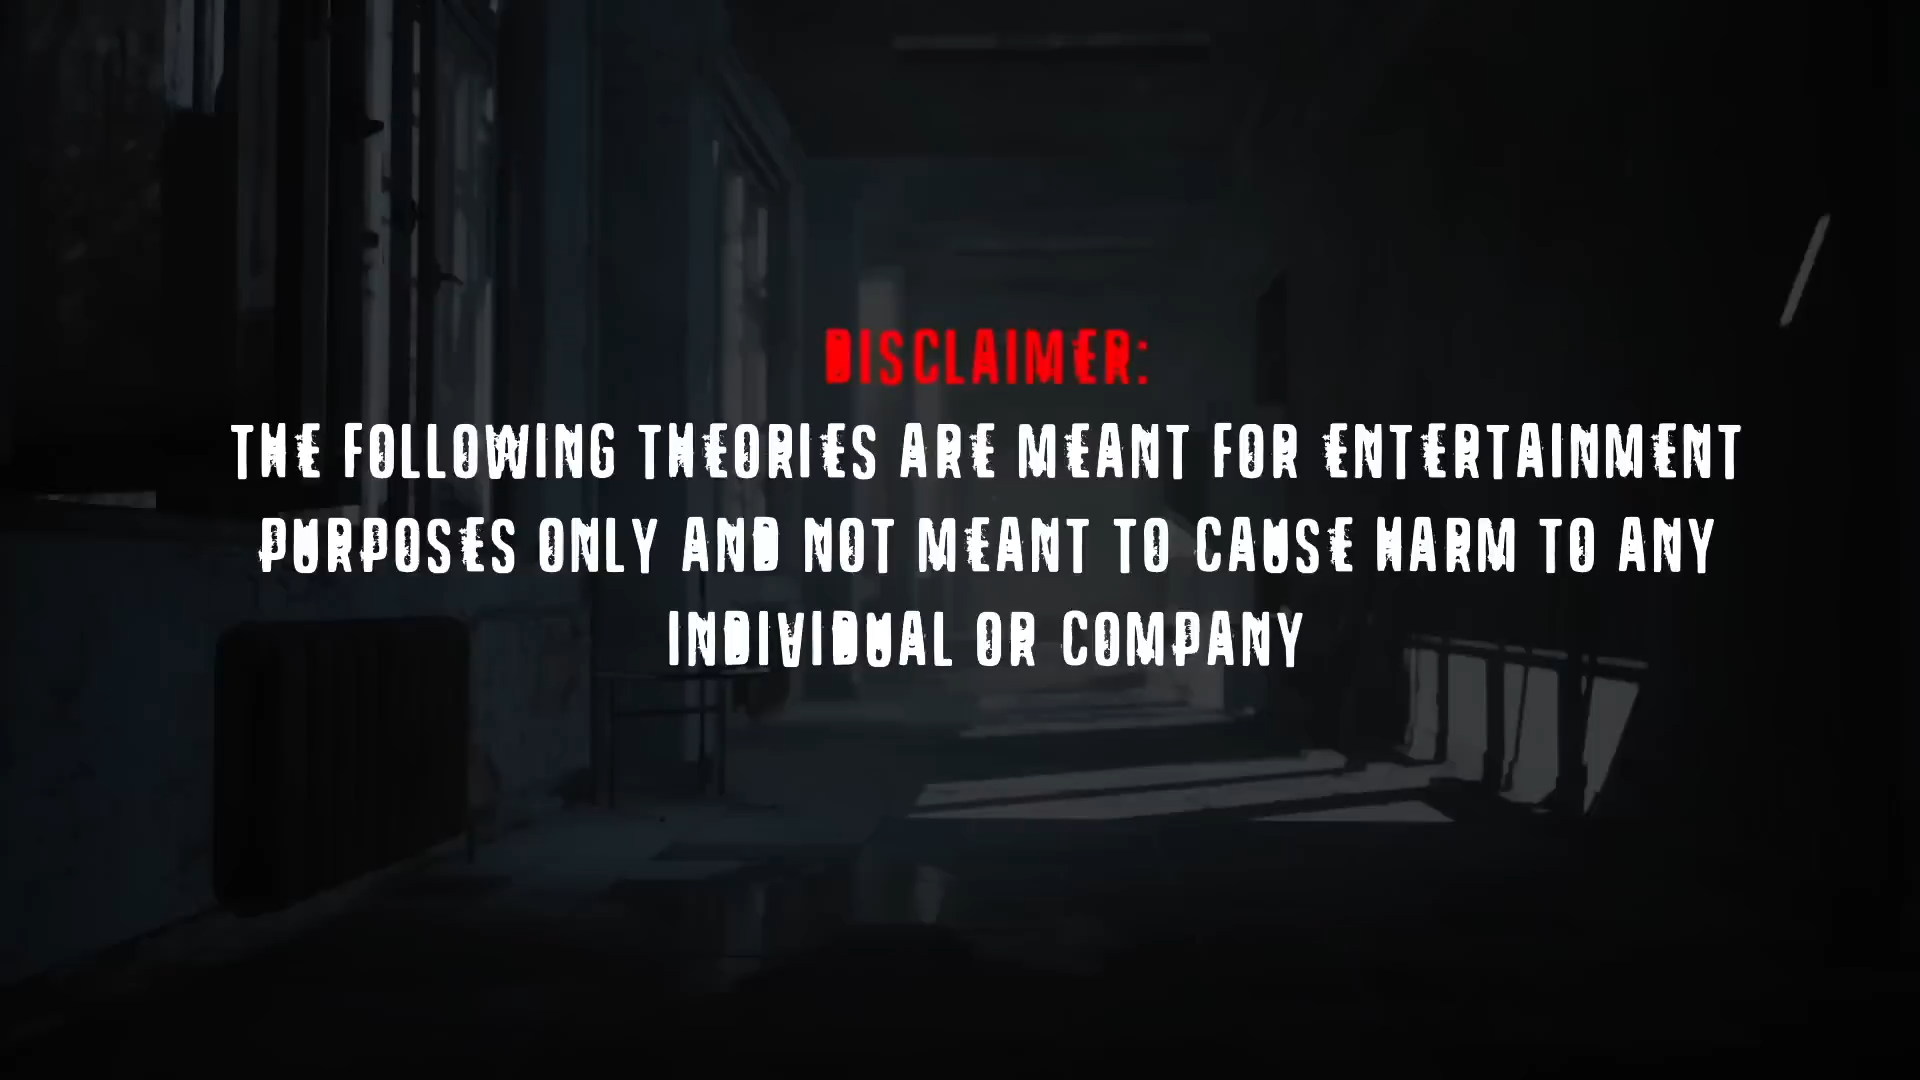 DISCLAIMER:
THE FOLLOWING THEORIES ARE MEANT FOR ENTERTAINMENT
PURPOSES ONLY AND NOT MEANT TO CAUSE HARM TO ANY
INDIVIDUAL OR COMPANY